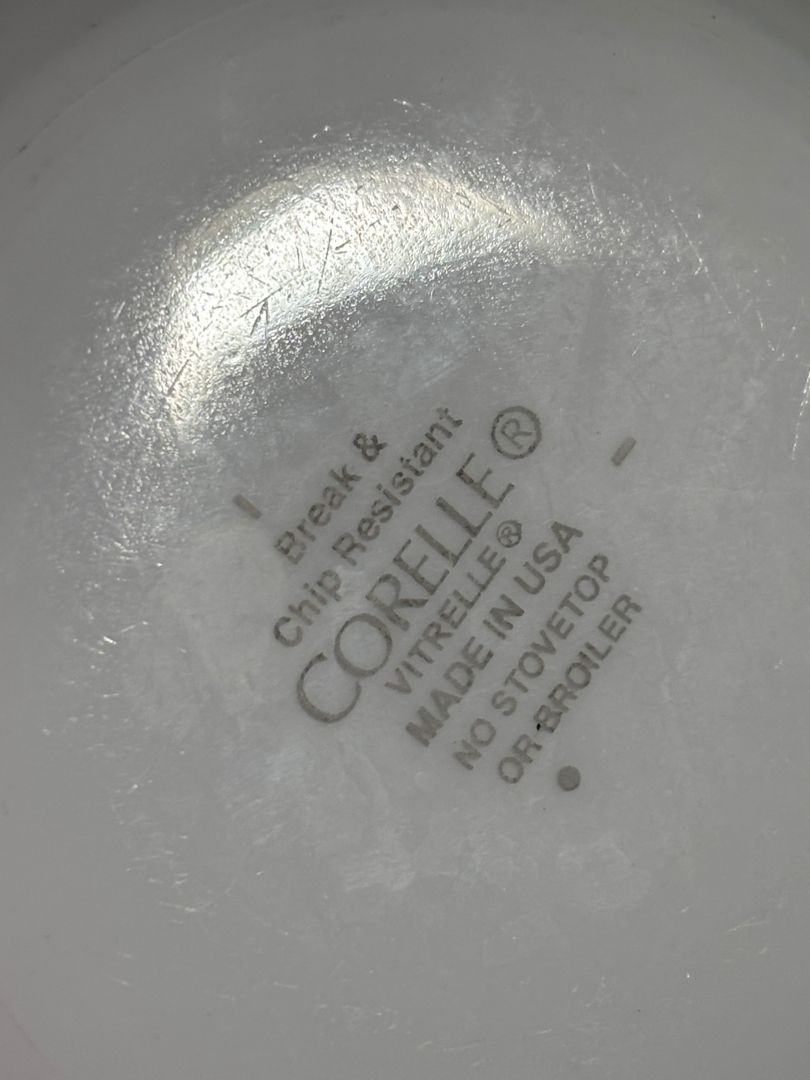 Break &
Chip Resistant
CORELLE®
VITRELLE®
MADE IN USA
NO STOVETOP
OR BROILER